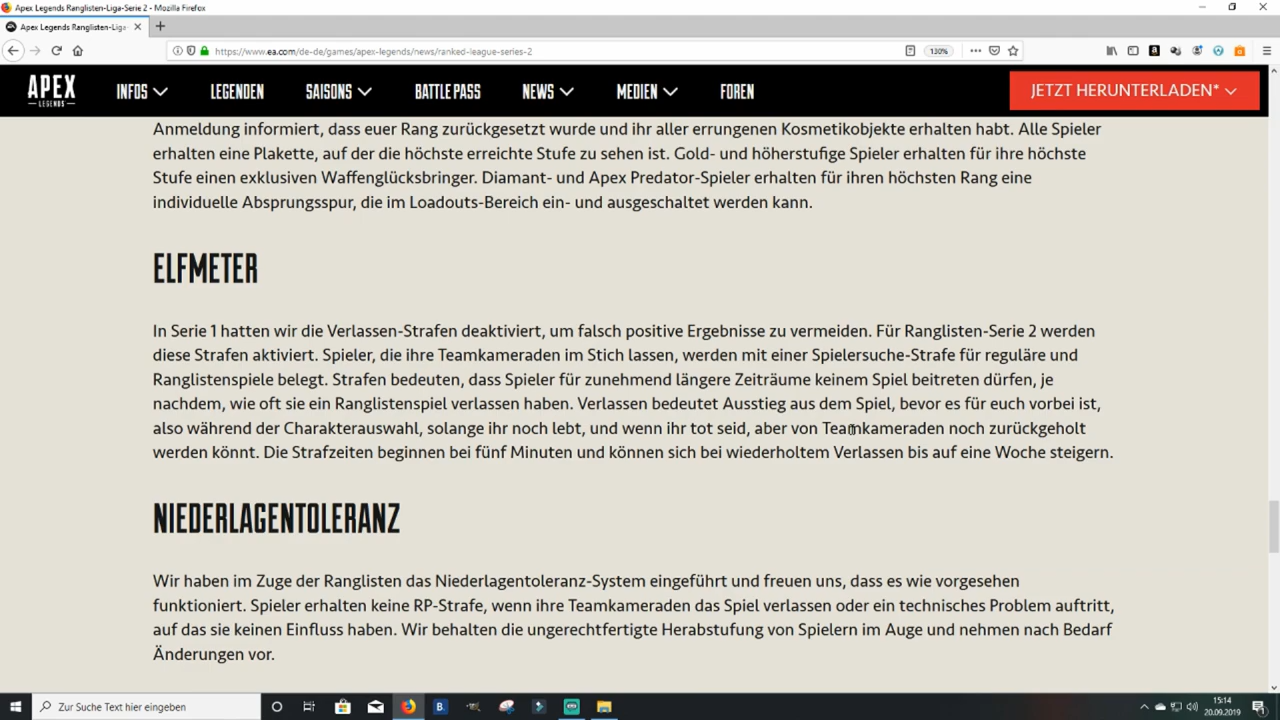 Apex Legends Ranglisten-Liga-Serie 2 - Mozilla Firefox
Apex Legends Ranglisten-Liga-
https://www.ea.com/de-de/games/apex-legends/news/ranked-league-series-2
130%
APEX
LEGENDS
INFOS
LEGENDEN
SAISONS
BATTLE PASS
NEWS
MEDIEN
FOREN
JETZT HERUNTERLADEN*
Anmeldung informiert, dass euer Rang zurückgesetzt wurde und ihr aller errungenen Kosmetikobjekte erhalten habt. Alle Spieler
erhalten eine Plakette, auf der die höchste erreichte Stufe zu sehen ist. Gold- und höherstufige Spieler erhalten für ihre höchste
Stufe einen exklusiven Waffenglücksbringer. Diamant- und Apex Predator-Spieler erhalten für ihren höchsten Rang eine
individuelle Absprungsspur, die im Loadouts-Bereich ein- und ausgeschaltet werden kann.
ELFMETER
In Serie 1 hatten wir die Verlassen-Strafen deaktiviert, um falsch positive Ergebnisse zu vermeiden. Für Ranglisten-Serie 2 werden
diese Strafen aktiviert. Spieler, die ihre Teamkameraden im Stich lassen, werden mit einer Spielersuche-Strafe für reguläre und
Ranglistenspiele belegt. Strafen bedeuten, dass Spieler für zunehmend längere Zeiträume keinem Spiel beitreten dürfen, je
nachdem, wie oft sie ein Ranglistenspiel verlassen haben. Verlassen bedeutet Ausstieg aus dem Spiel, bevor es für euch vorbei ist,
also während der Charakterauswahl, solange ihr noch lebt, und wenn ihr tot seid, aber von Teamkameraden noch zurückgeholt
werden könnt. Die Strafzeiten beginnen bei fünf Minuten und können sich bei wiederholtem Verlassen bis auf eine Woche steigern.
NIEDERLAGENTOLERANZ
Wir haben im Zuge der Ranglisten das Niederlagentoleranz-System eingeführt und freuen uns, dass es wie vorgesehen
funktioniert. Spieler erhalten keine RP-Strafe, wenn ihre Teamkameraden das Spiel verlassen oder ein technisches Problem auftritt,
auf das sie keinen Einfluss haben. Wir behalten die ungerechtfertigte Herabstufung von Spielern im Auge und nehmen nach Bedarf
Änderungen vor.
Zur Suche Text hier eingeben
15:14
20.09.2019